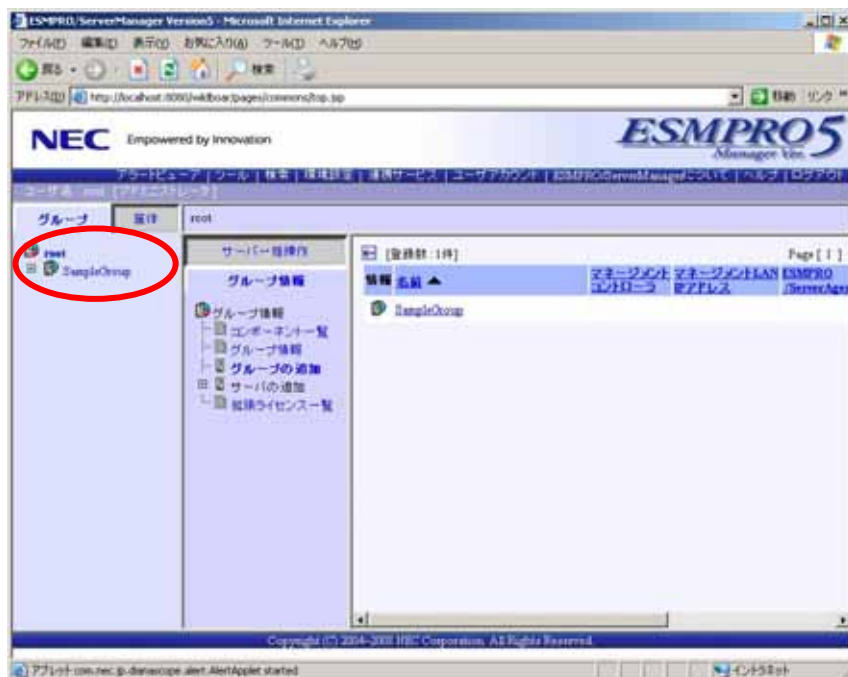 ESMPRO/ServerManager Version5 - Microsoft Internet Explorer
ファイル(F) 編集(E) 表示(V) お気に入り(A) ツール(T) ヘルプ(H)
戻る 検索
アドレス(D) http://localhost:8080/wildboar/pages/commons/top.jsp 移動 リンク
NEC Empowered by Innovation
ESMPRO5
Manager Ver.
アラートビューア | ツール | 検索 | 環境設定 | 連携サービス | ユーザアカウント | ESMPRO/ServerManagerについて | ヘルプ | ログアウト
ユーザ名 root [アドミニストレータ]
グループ 筐体 root
root
SampleGroup
サーバ一括操作
グループ情報
グループ情報
コンポーネント一覧
グループ情報
グループの追加
サーバの追加
拡張ライセンス一覧
[登録数:1件] Page [ 1 ]
情報 名前 マネージメントコントローラ マネージメントLAN IPアドレス ESMPRO /ServerAgen
SampleGroup
Copyright (C) 2004-2008 NEC Corporation. All Rights Reserved.
アプレット com.nec.jp.dianascope.alert.AlertApplet started イントラネット